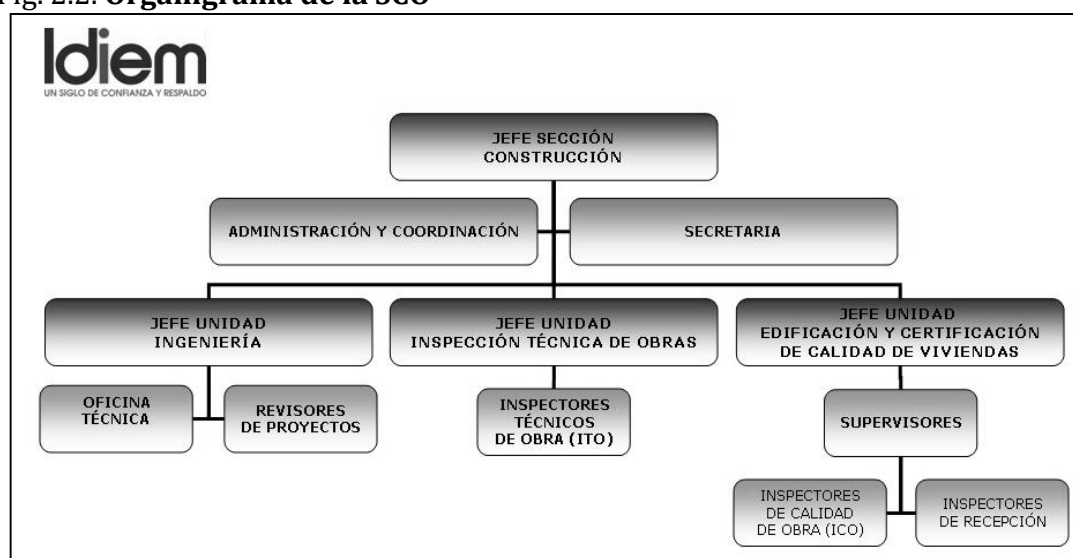 Fig. 2.2. Organigrama de la SCO
Idiem
UN SIGLO DE CONFIANZA Y RESPALDO
JEFE SECCIÓN
CONSTRUCCIÓN
ADMINISTRACIÓN Y COORDINACIÓN
SECRETARIA
JEFE UNIDAD
INGENIERÍA
JEFE UNIDAD
INSPECCIÓN TÉCNICA DE OBRAS
JEFE UNIDAD
EDIFICACIÓN Y CERTIFICACIÓN
DE CALIDAD DE VIVIENDAS
OFICINA
TÉCNICA
REVISORES
DE PROYECTOS
INSPECTORES
TÉCNICOS
DE OBRA (ITO)
SUPERVISORES
INSPECTORES
DE CALIDAD
DE OBRA (ICO)
INSPECTORES
DE RECEPCIÓN